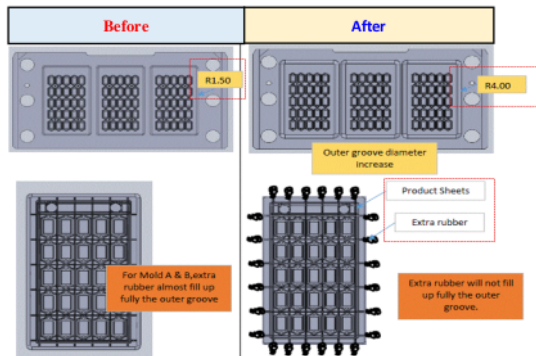 Before
After
R1.50
R4.00
Outer groove diameter
increase
Product Sheets
Extra rubber
For Mold A & B,extra
rubber almost fill up
fully the outer groove
Extra rubber will not fill
up fully the outer
groove.